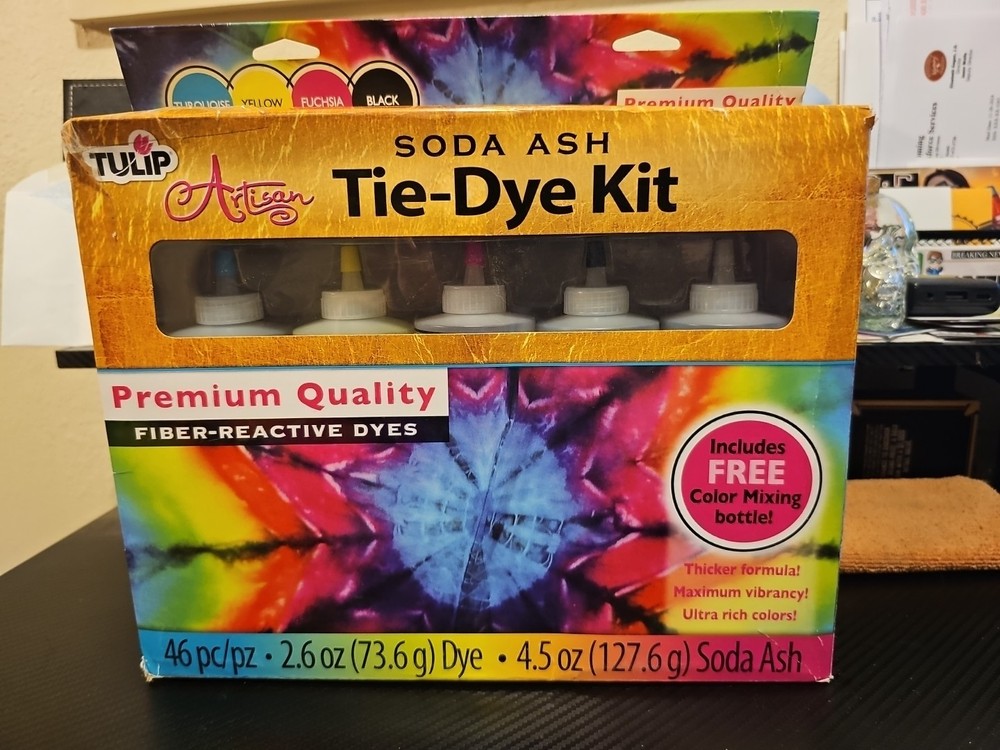 TURQUOISE
YELLOW
FUCHSIA
BLACK
Premium Quality
TULIP
Artisan
SODA ASH
Tie-Dye Kit
Premium Quality
FIBER-REACTIVE DYES
Includes
FREE
Color Mixing
bottle!
Thicker formula!
Maximum vibrancy!
Ultra rich colors!
46 pc/pz • 2.6 oz (73.6 g) Dye • 4.5 oz (127.6 g) Soda Ash
BREAKING